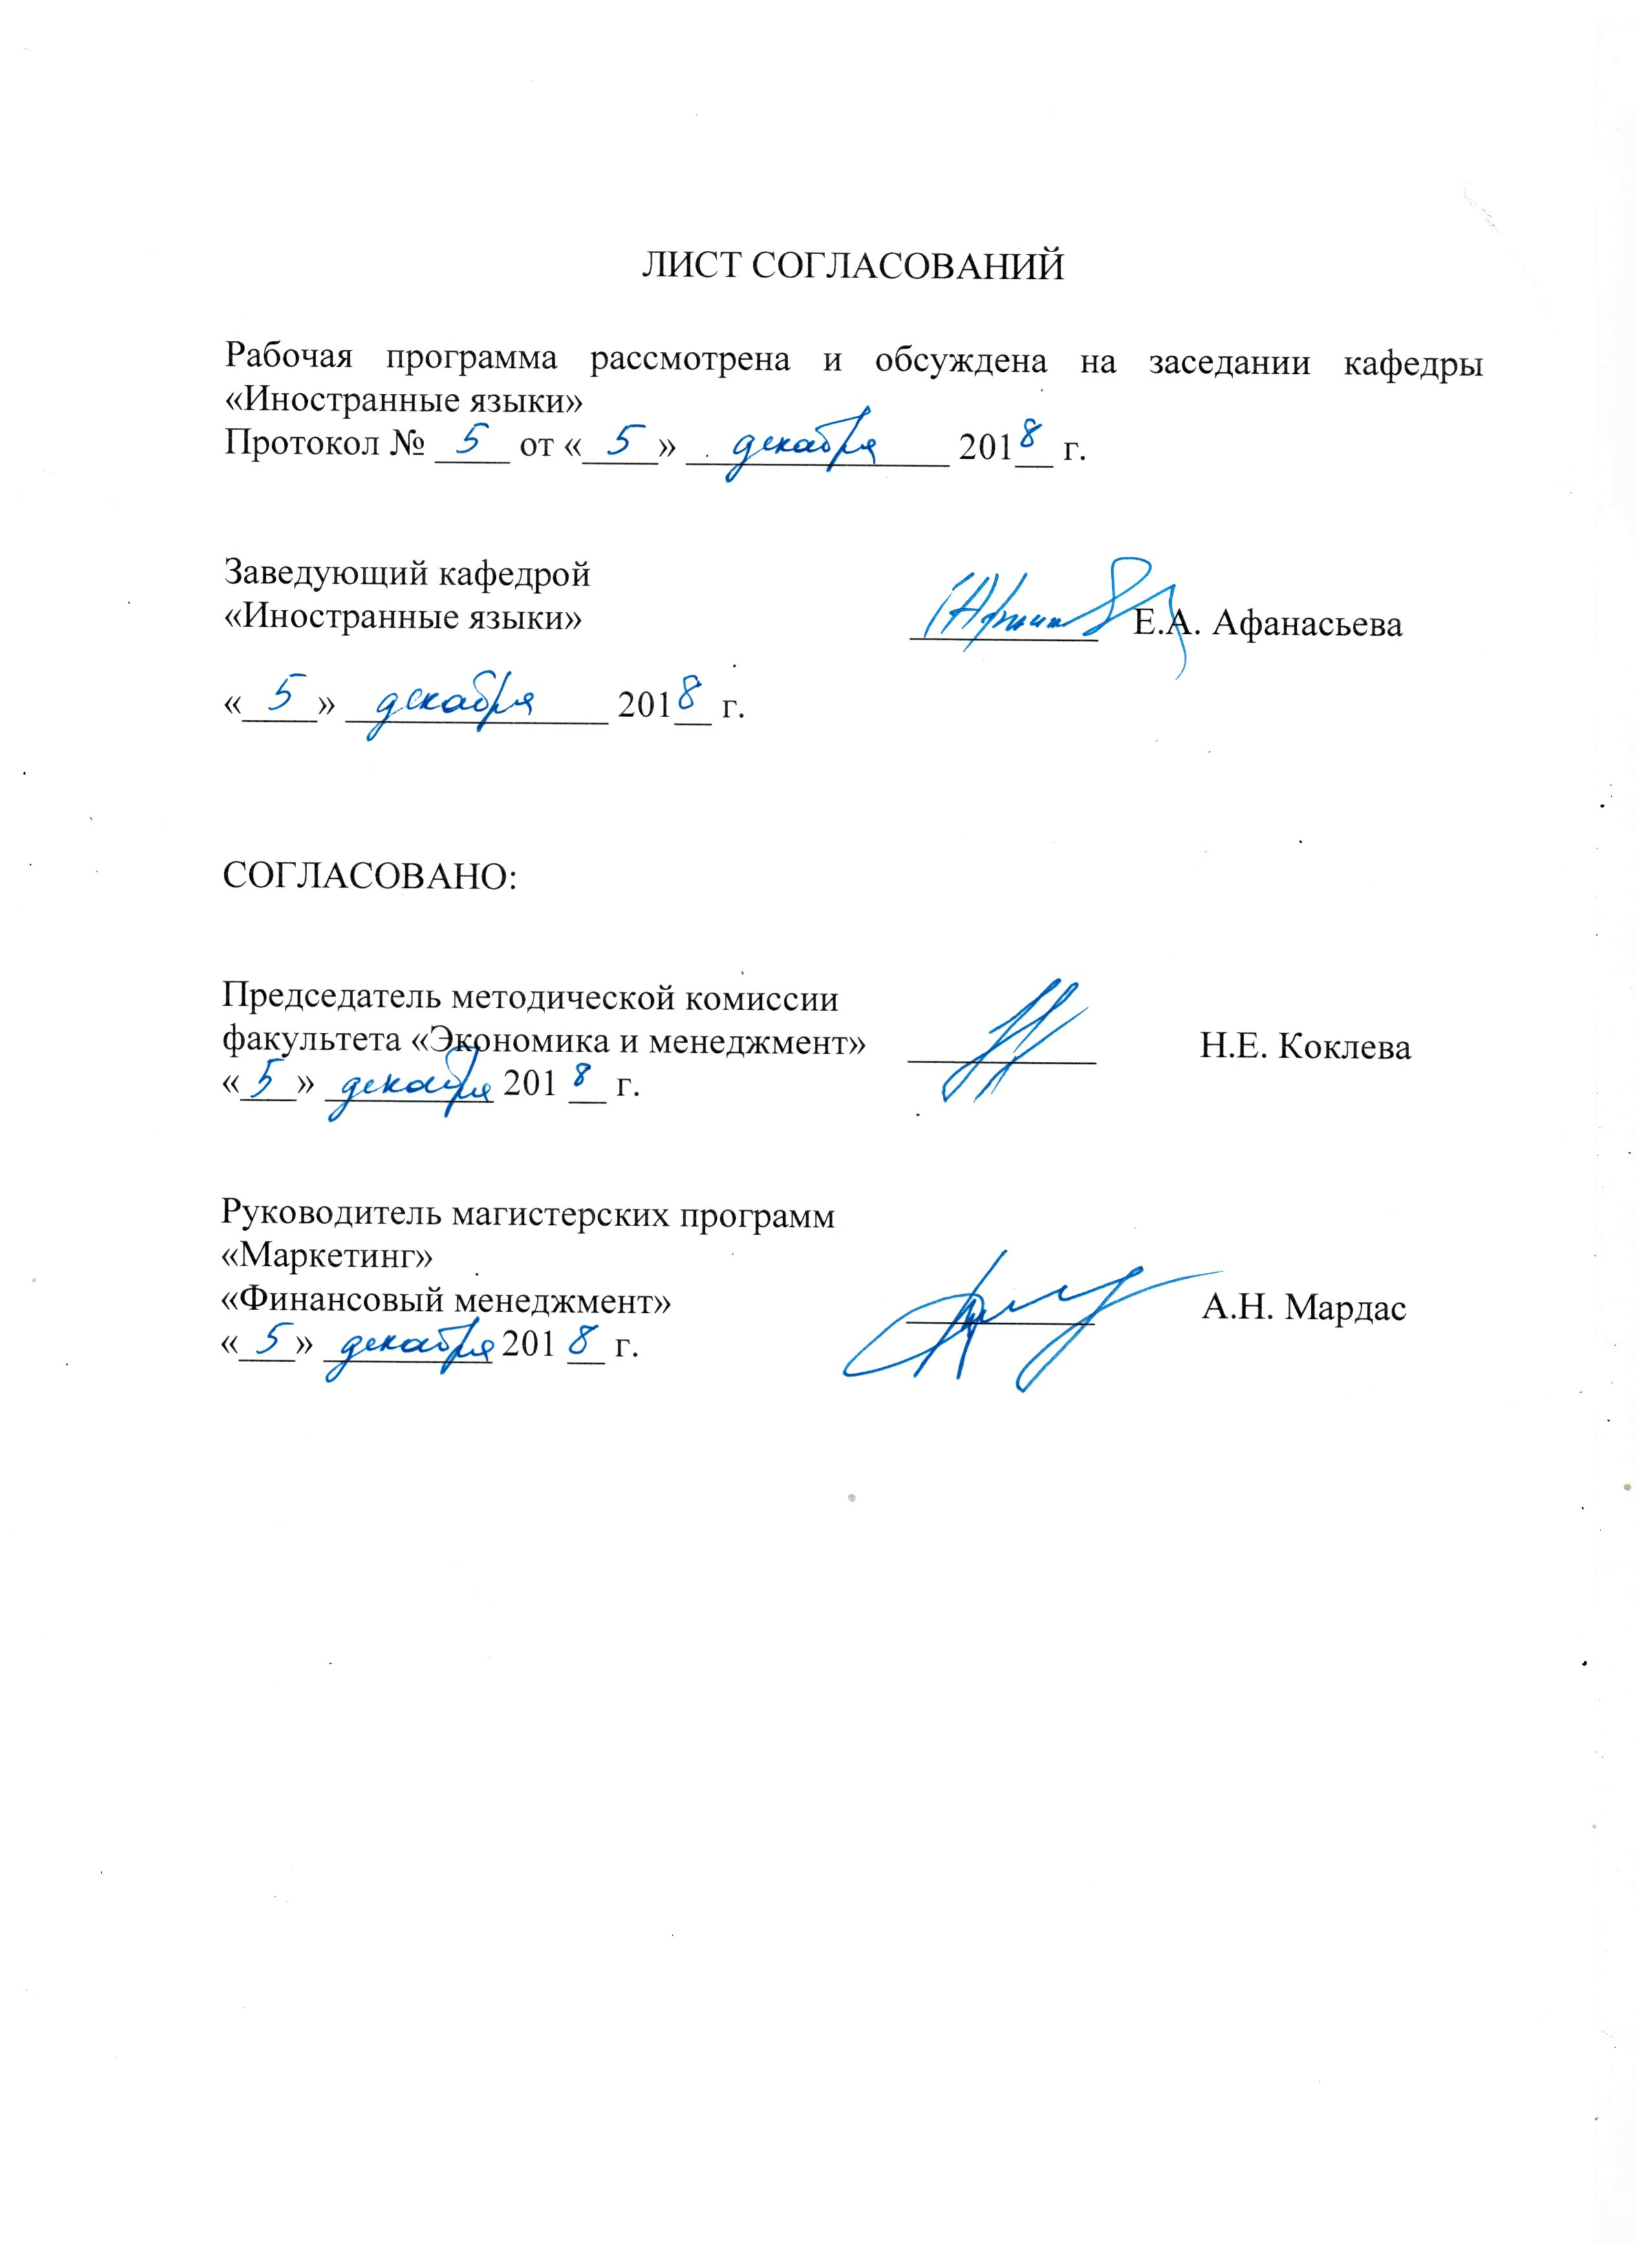 ЛИСТ СОГЛАСОВАНИЙ
Рабочая программа рассмотрена и обсуждена на заседании кафедры
«Иностранные языки»
Протокол № 5 от «5» декабря 2018 г.
Заведующий кафедрой
«Иностранные языки» Е.А. Афанасьева
«5» декабря 2018 г.
СОГЛАСОВАНО:
Председатель методической комиссии
факультета «Экономика и менеджмент» Н.Е. Коклева
«5» декабря 201 8 г.
Руководитель магистерских программ
«Маркетинг»
«Финансовый менеджмент» А.Н. Мардас
«5» декабря 201 8 г.